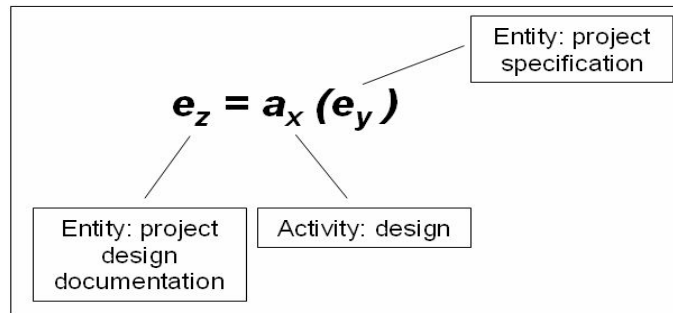 Entity: project
specification
e_z = a_x (e_y )
Entity: project
design
documentation
Activity: design